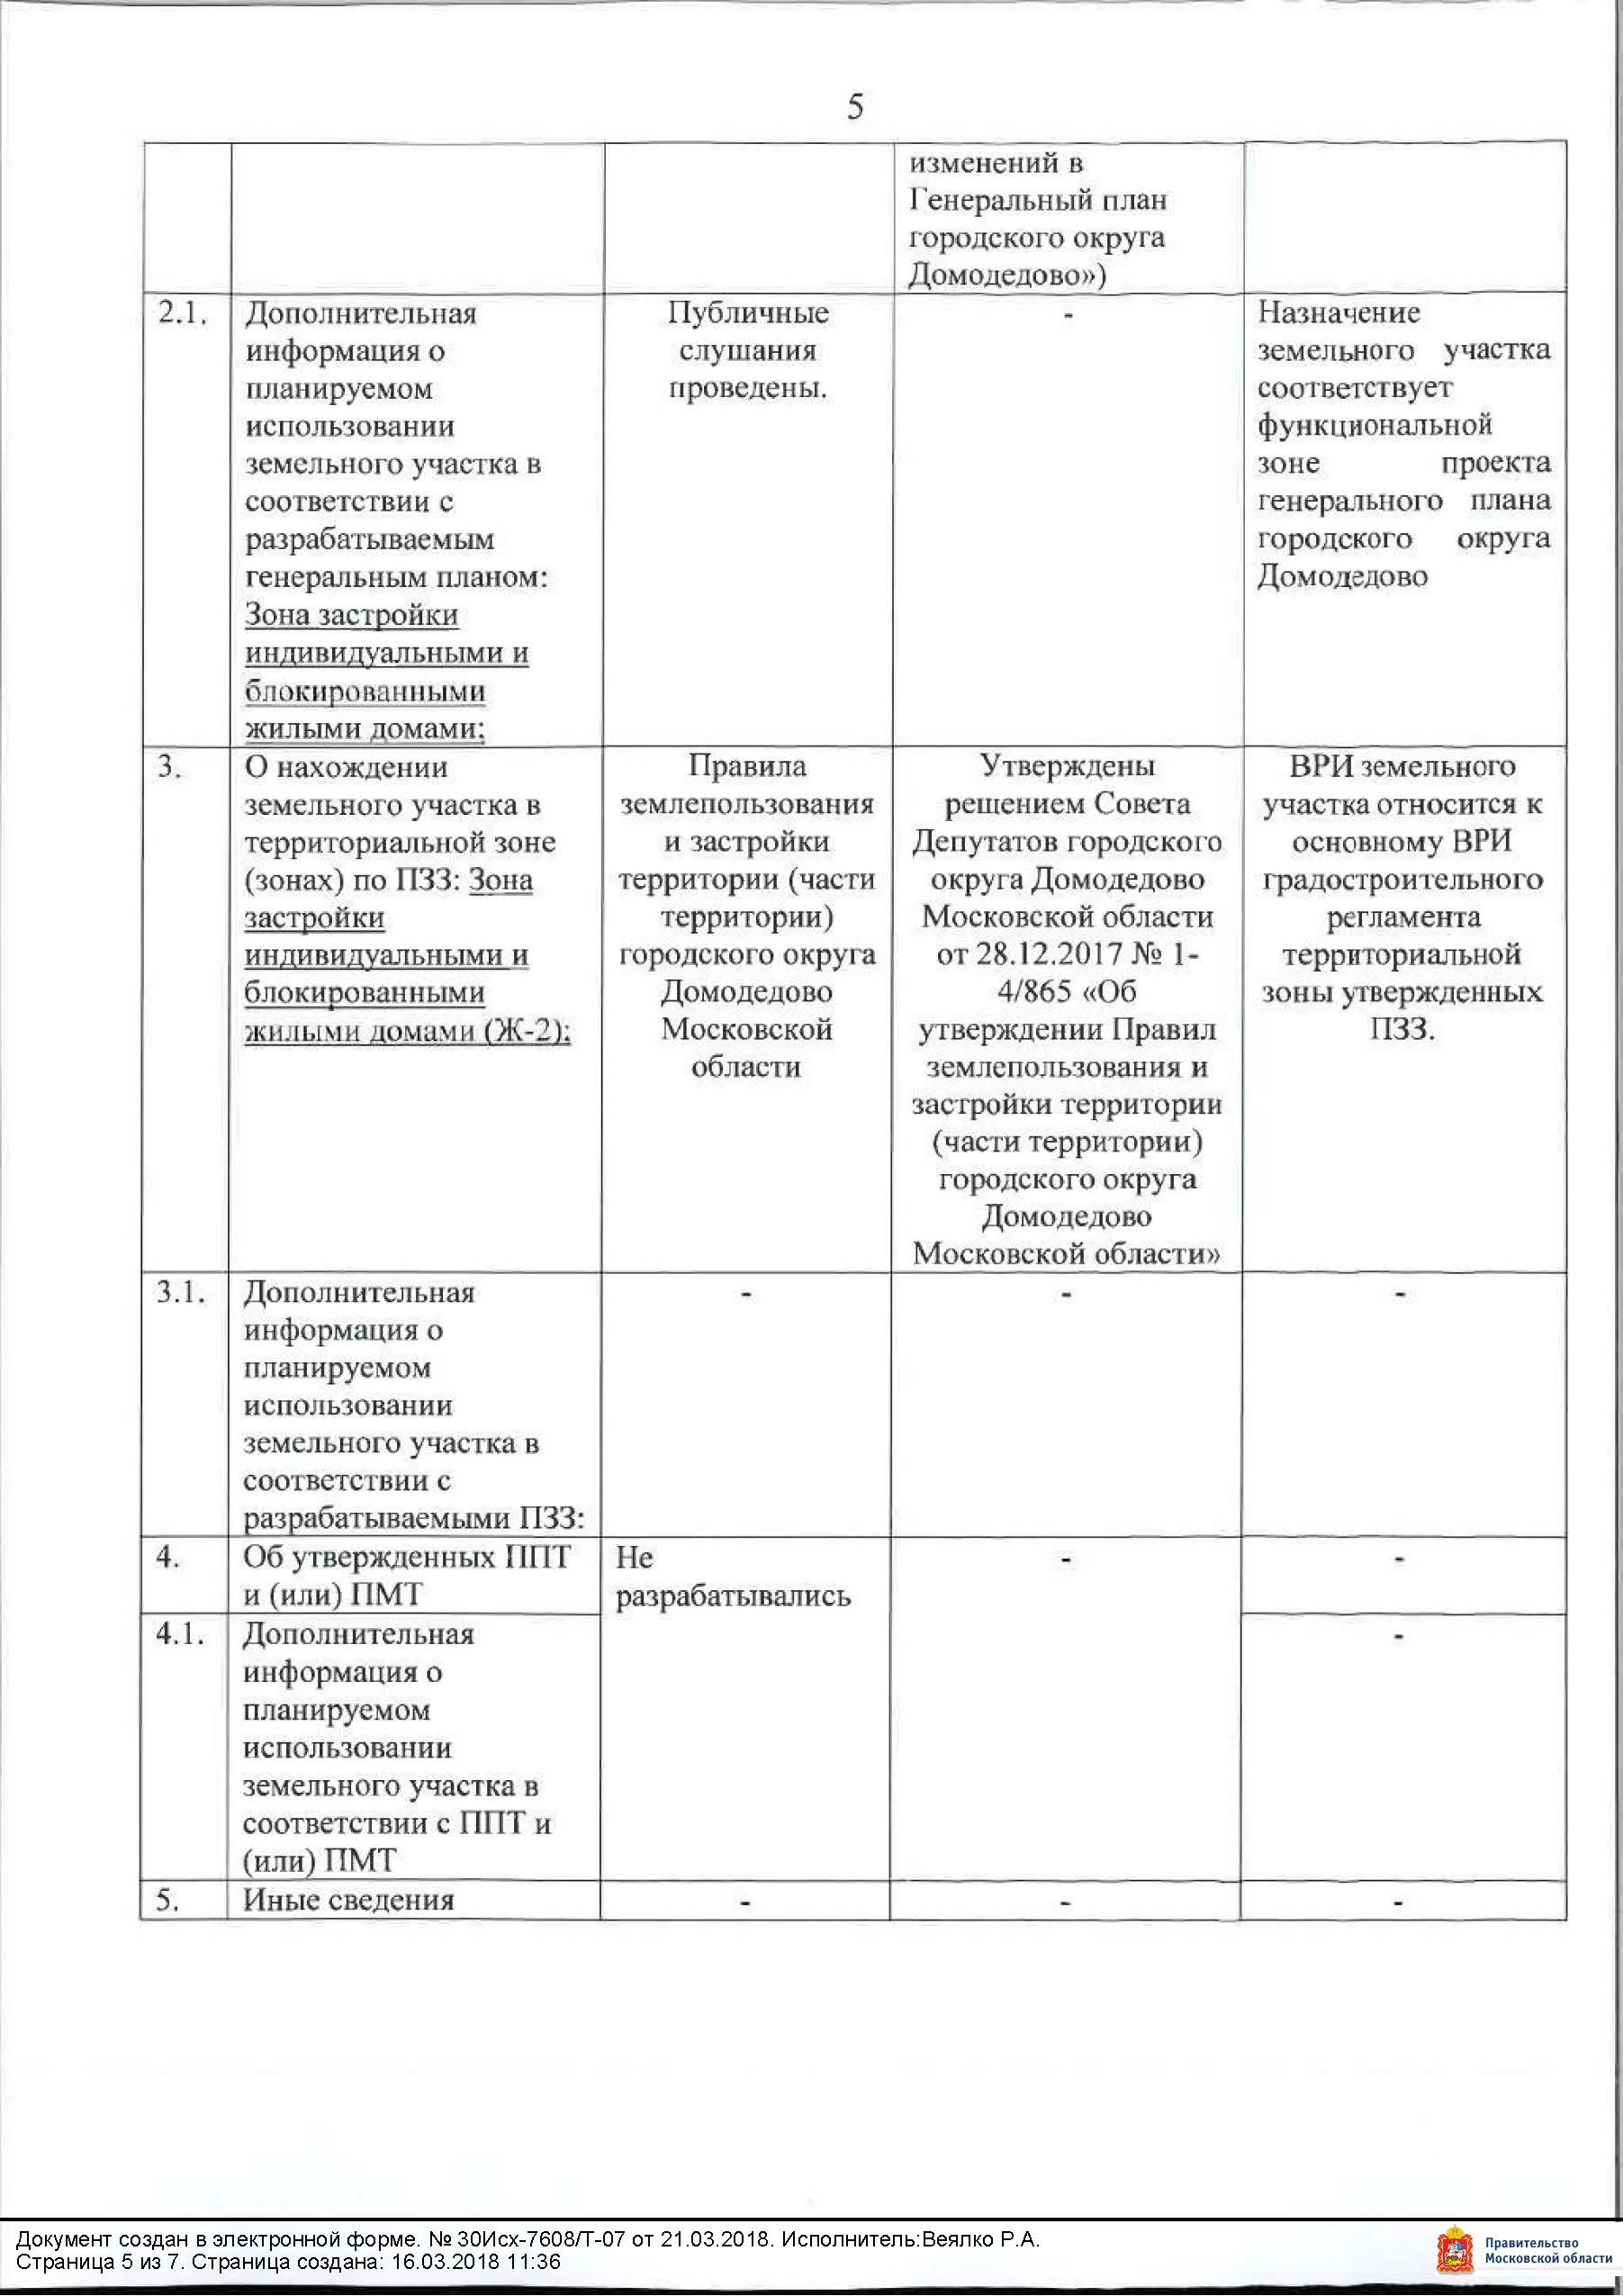 5
изменений в
Генеральный план
городского округа
Домодедово»)
2.1.
Дополнительная
информация о
планируемом
использовании
земельного участка в
соответствии с
разрабатываемым
генеральным планом:
Зона застройки
индивидуальными и
блокированными
жилыми домами;
Публичные
слушания
проведены.
-
Назначение
земельного участка
соответствует
функциональной
зоне проекта
генерального плана
городского округа
Домодедово
3.
О нахождении
земельного участка в
территориальной зоне
(зонах) по ПЗЗ: Зона
застройки
индивидуальными и
блокированными
жилыми домами (Ж-2);
Правила
землепользования
и застройки
территории (части
территории)
городского округа
Домодедово
Московской
области
Утверждены
решением Совета
Депутатов городского
округа Домодедово
Московской области
от 28.12.2017 № 1-
4/865 «Об
утверждении Правил
землепользования и
застройки территории
(части территории)
городского округа
Домодедово
Московской области»
ВРИ земельного
участка относится к
основному ВРИ
градостроительного
регламента
территориальной
зоны утвержденных
ПЗЗ.
3.1.
Дополнительная
информация о
планируемом
использовании
земельного участка в
соответствии с
разрабатываемыми ПЗЗ:
-
-
-
4.
Об утвержденных ППТ
и (или) ПМТ
Не
разрабатывались
-
-
4.1.
Дополнительная
информация о
планируемом
использовании
земельного участка в
соответствии с ППТ и
(или) ПМТ
-
5.
Иные сведения
-
-
-
Документ создан в электронной форме. № 30Исх-7608/Т-07 от 21.03.2018. Исполнитель:Веялко Р.А.
Страница 5 из 7. Страница создана: 16.03.2018 11:36
Правительство
Московской области